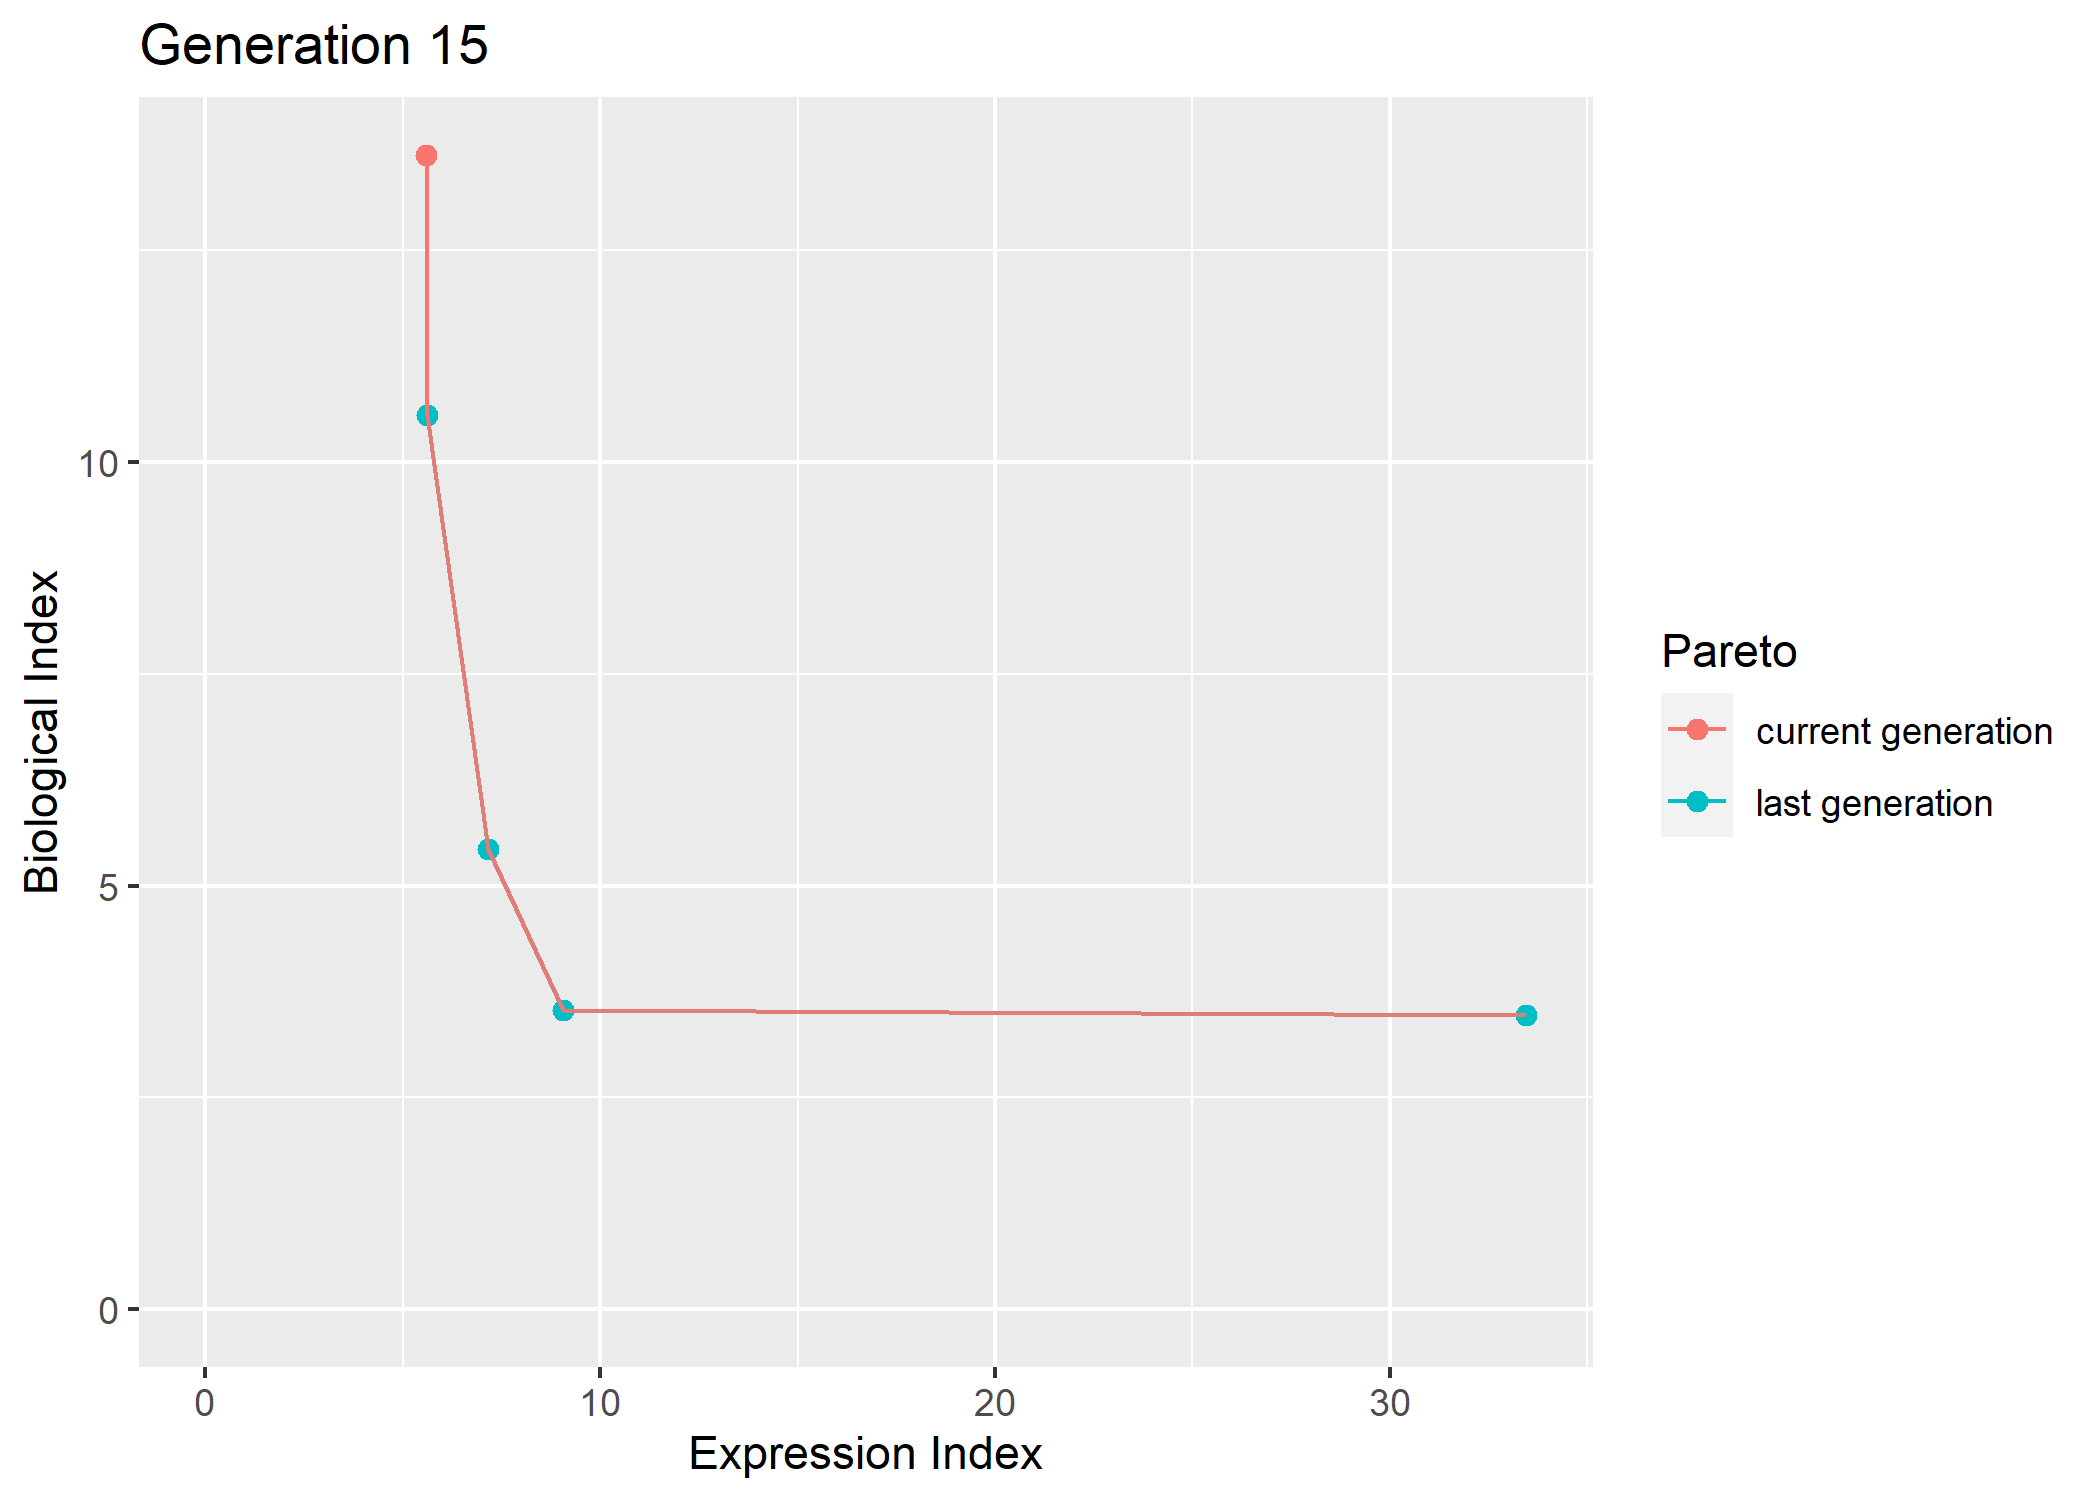 Generation 15
Biological Index
10
5
0
0
10
20
30
Expression Index
Pareto
current generation
last generation